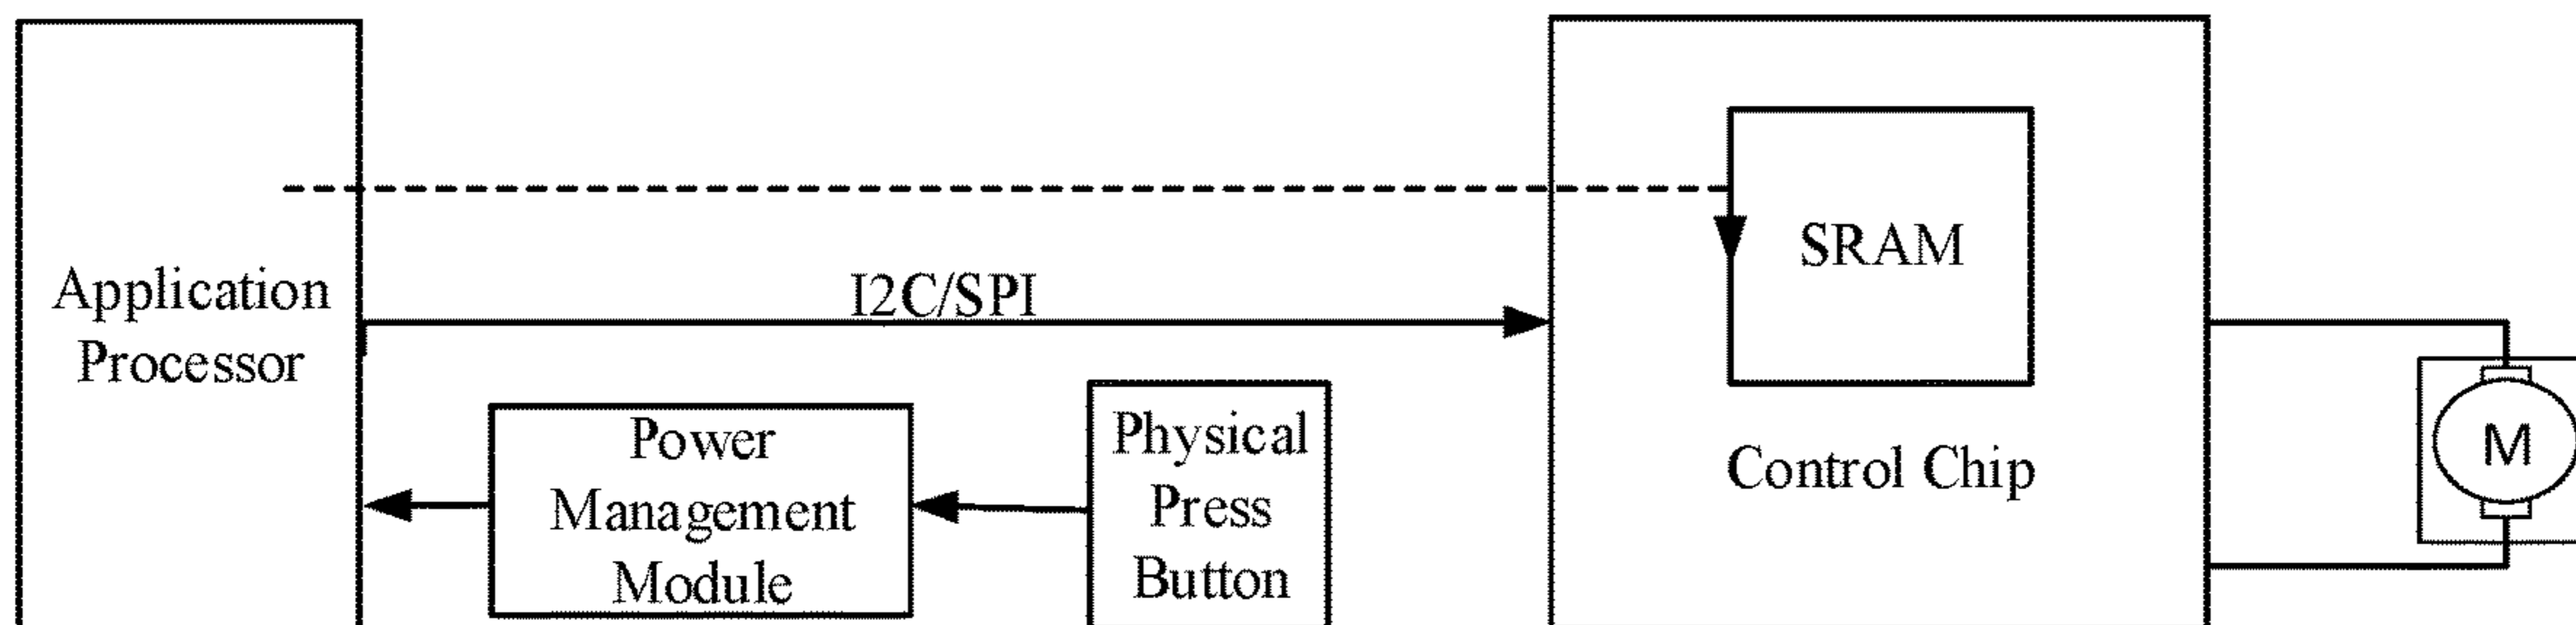 Application
Processor
I2C/SPI
Power
Management
Module
Physical
Press
Button
SRAM
Control Chip
M